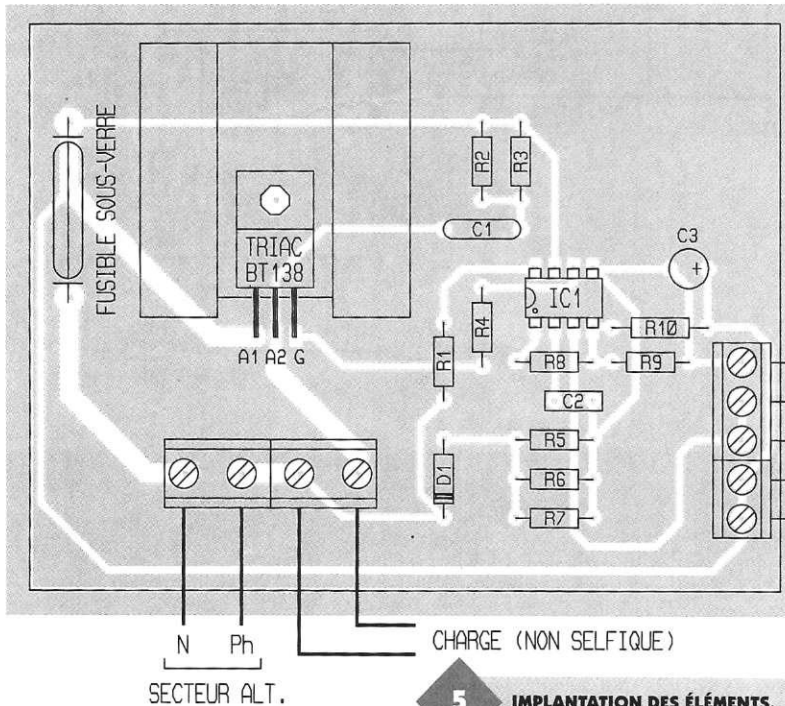 FUSIBLE SOUS-VERRE
R2
R3
C1
TRIAC
BT138
C3
+
IC1
A1 A2 G
R1
R4
R10
R8
R9
C2
R5
D1
R6
R7
N Ph
CHARGE (NON SELFIQUE)
SECTEUR ALT.
5 IMPLANTATION DES ÉLÉMENTS.